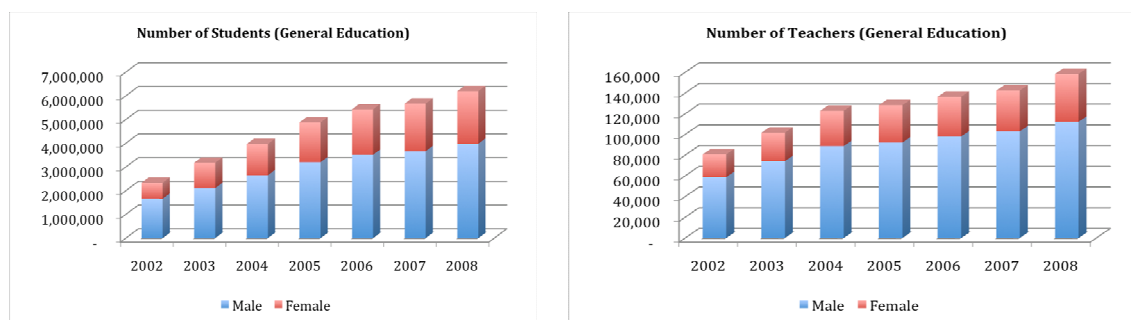 Number of Students (General Education)
7,000,000
6,000,000
5,000,000
4,000,000
3,000,000
2,000,000
1,000,000
-
2002 2003 2004 2005 2006 2007 2008
Male Female
Number of Teachers (General Education)
160,000
140,000
120,000
100,000
80,000
60,000
40,000
20,000
-
2002 2003 2004 2005 2006 2007 2008
Male Female